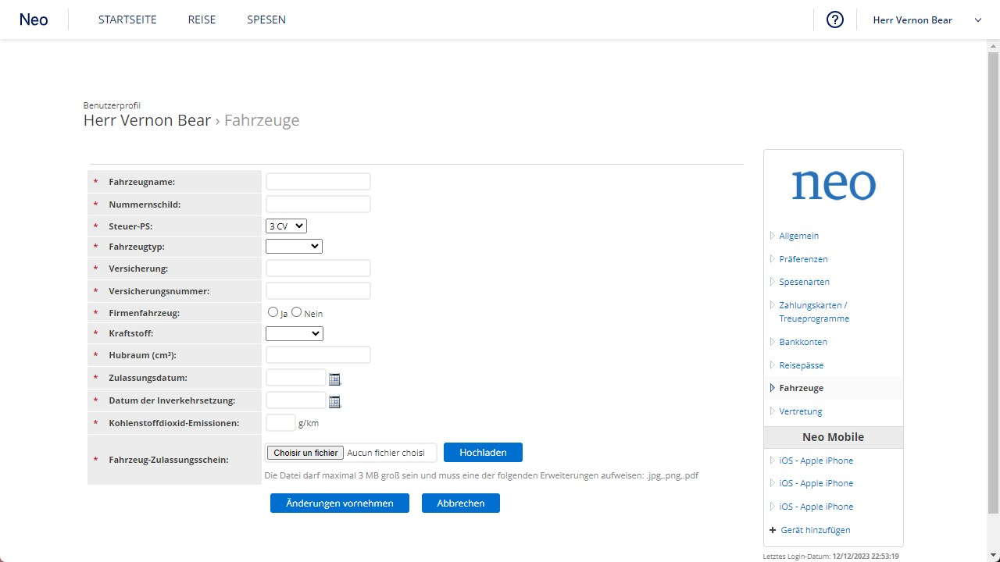 Neo STARTSEITE REISE SPESEN Herr Vernon Bear
Benutzerprofil
Herr Vernon Bear › Fahrzeuge
* Fahrzeugname:
* Nummernschild:
* Steuer-PS: 3 CV
* Fahrzeugtyp:
* Versicherung:
* Versicherungsnummer:
* Firmenfahrzeug: Ja Nein
* Kraftstoff:
* Hubraum (cm³):
* Zulassungsdatum:
* Datum der Inverkehrsetzung:
* Kohlenstoffdioxid-Emissionen: g/km
* Fahrzeug-Zulassungsschein: Choisir un fichier Aucun fichier choisi Hochladen
Die Datei darf maximal 3 MB groß sein und muss eine der folgenden Erweiterungen aufweisen: .jpg,.png,.pdf
Änderungen vornehmen Abbrechen
neo
Allgemein
Präferenzen
Spesenarten
Zahlungskarten /
Treueprogramme
Bankkonten
Reisepässe
Fahrzeuge
Vertretung
Neo Mobile
iOS - Apple iPhone
iOS - Apple iPhone
iOS - Apple iPhone
Gerät hinzufügen
Letztes Login-Datum: 12/12/2023 22:53:19